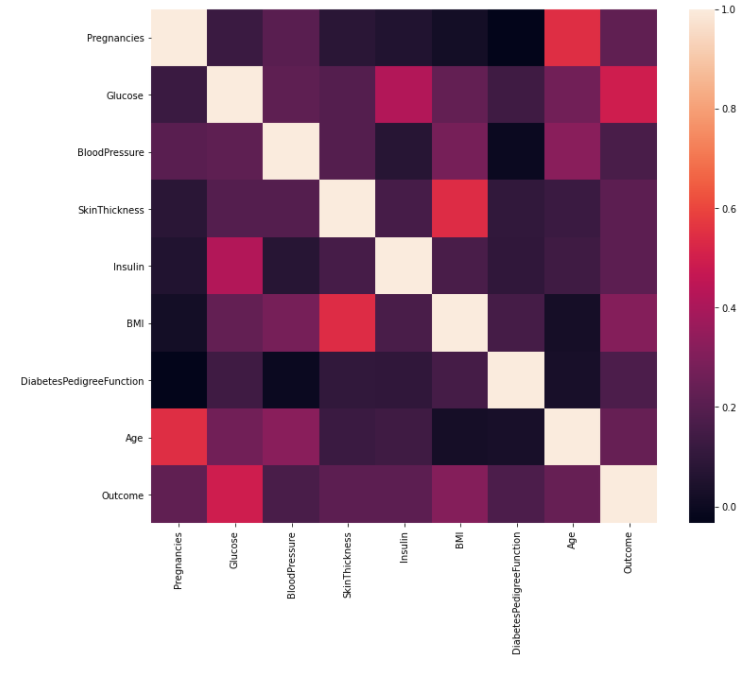 Pregnancies
Glucose
BloodPressure
SkinThickness
Insulin
BMI
DiabetesPedigreeFunction
Age
Outcome
Pregnancies
Glucose
BloodPressure
SkinThickness
Insulin
BMI
DiabetesPedigreeFunction
Age
Outcome
1.0
0.8
0.6
0.4
0.2
0.0